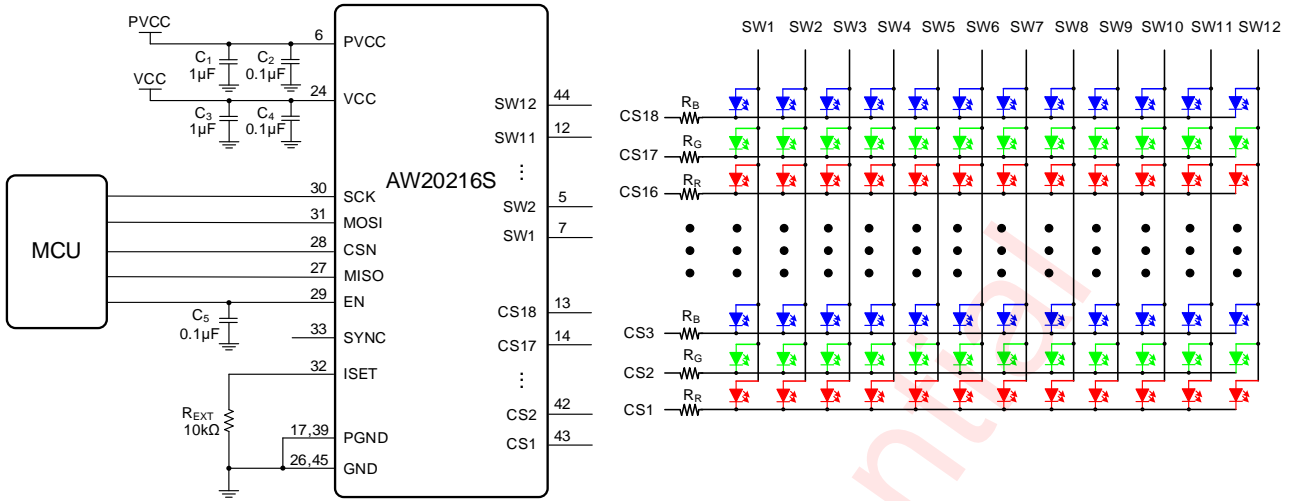 PVCC
6
PVCC
C1
1µF
C2
0.1µF
VCC
24
VCC
C3
1µF
C4
0.1µF
MCU
AW20216S
30
SCK
31
MOSI
28
CSN
27
MISO
29
EN
C5
0.1µF
33
SYNC
32
ISET
REXT
10kΩ
17,39
PGND
26,45
GND
SW12
44
SW11
12
SW2
5
SW1
7
CS18
13
CS17
14
CS2
42
CS1
43
SW1 SW2 SW3 SW4 SW5 SW6 SW7 SW8 SW9 SW10 SW11 SW12
CS18 RB
CS17 RG
CS16 RR
CS3 RB
CS2 RG
CS1 RR